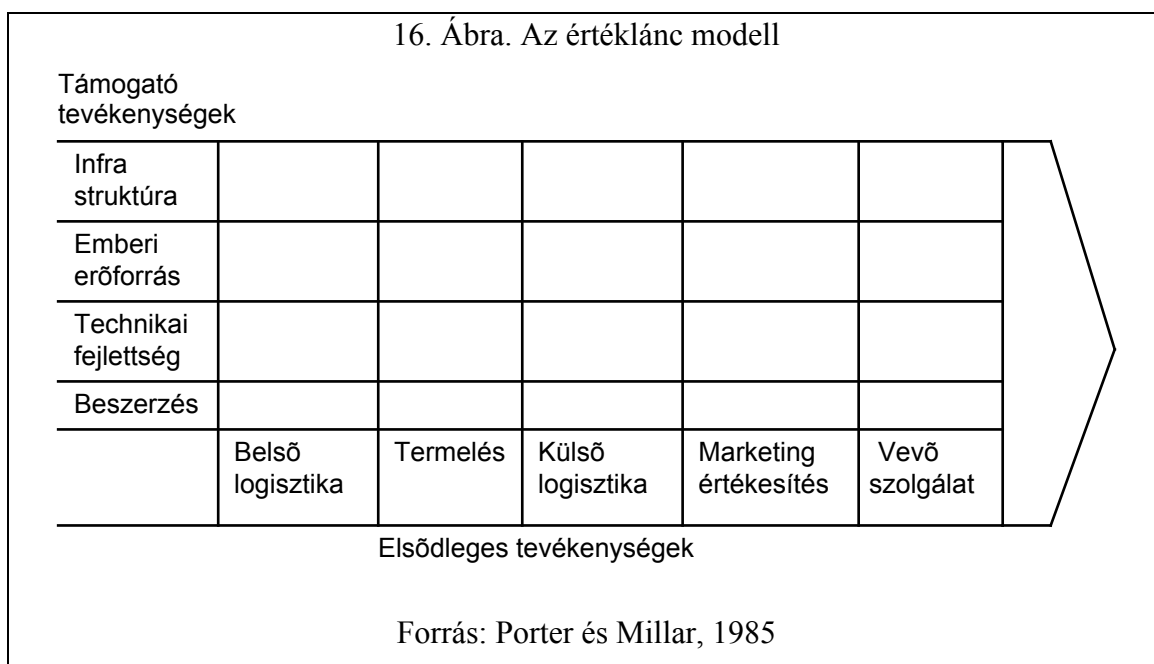 16. Ábra. Az értéklánc modell
Támogató
tevékenységek
Infra
struktúra
Emberi
erõforrás
Technikai
fejlettség
Beszerzés
Belsõ
logisztika
Termelés
Külsõ
logisztika
Marketing
értékesítés
Vevõ
szolgálat
Elsõdleges tevékenységek
Forrás: Porter és Millar, 1985